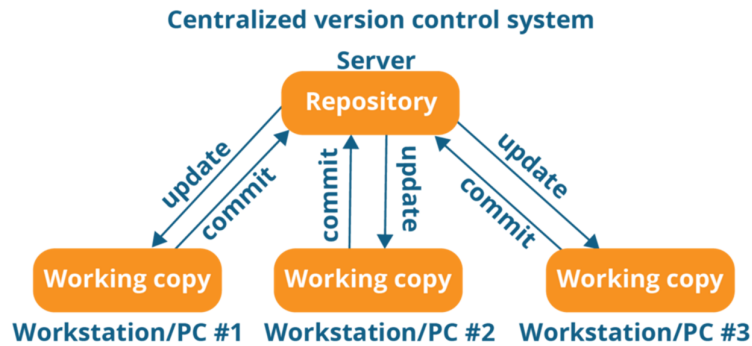 Centralized version control system
Server
Repository
update
commit
commit
update
update
commit
Working copy
Working copy
Working copy
Workstation/PC #1
Workstation/PC #2
Workstation/PC #3